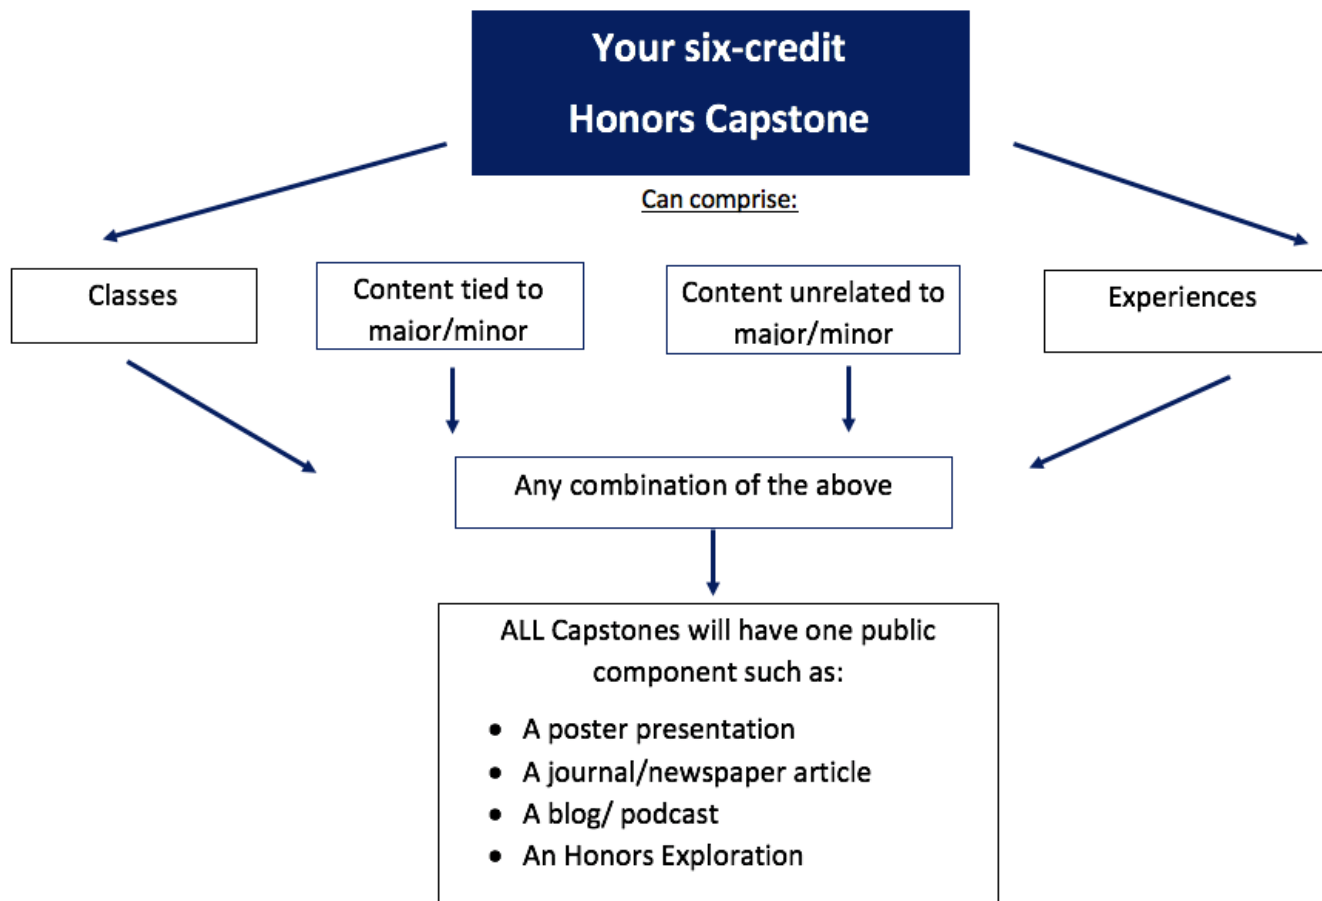 Your six-credit
Honors Capstone
Can comprise:
Classes
Content tied to
major/minor
Content unrelated to
major/minor
Experiences
Any combination of the above
ALL Capstones will have one public
component such as:
• A poster presentation
• A journal/newspaper article
• A blog/ podcast
• An Honors Exploration